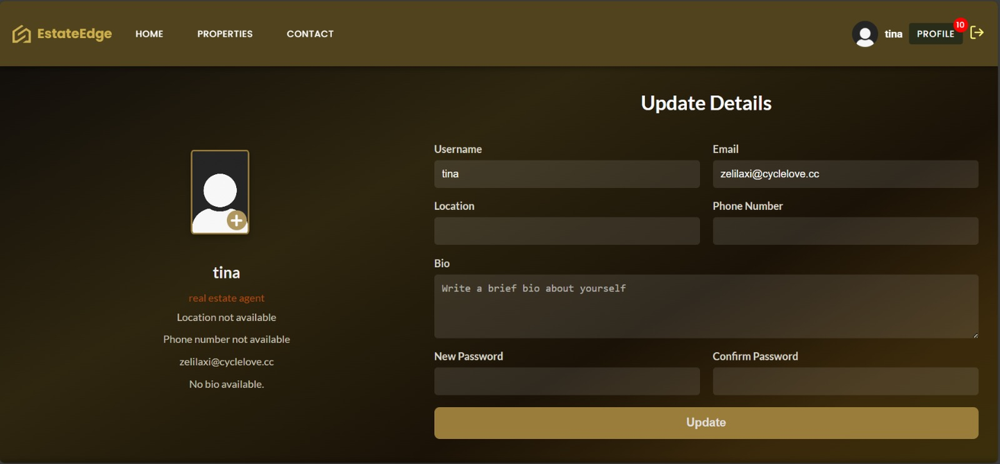 EstateEdge HOME PROPERTIES CONTACT tina PROFILE 10
Update Details
Username Email
tina zelilaxi@cyclelove.cc
Location Phone Number
Bio
Write a brief bio about yourself
New Password Confirm Password
Update
tina
real estate agent
Location not available
Phone number not available
zelilaxi@cyclelove.cc
No bio available.